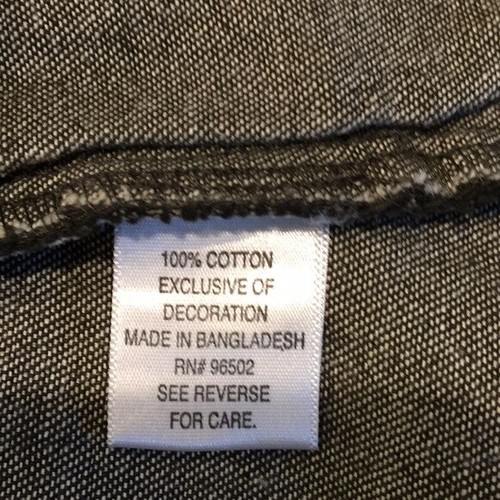 100% COTTON
EXCLUSIVE OF
DECORATION
MADE IN BANGLADESH
RN# 96502
SEE REVERSE
FOR CARE.